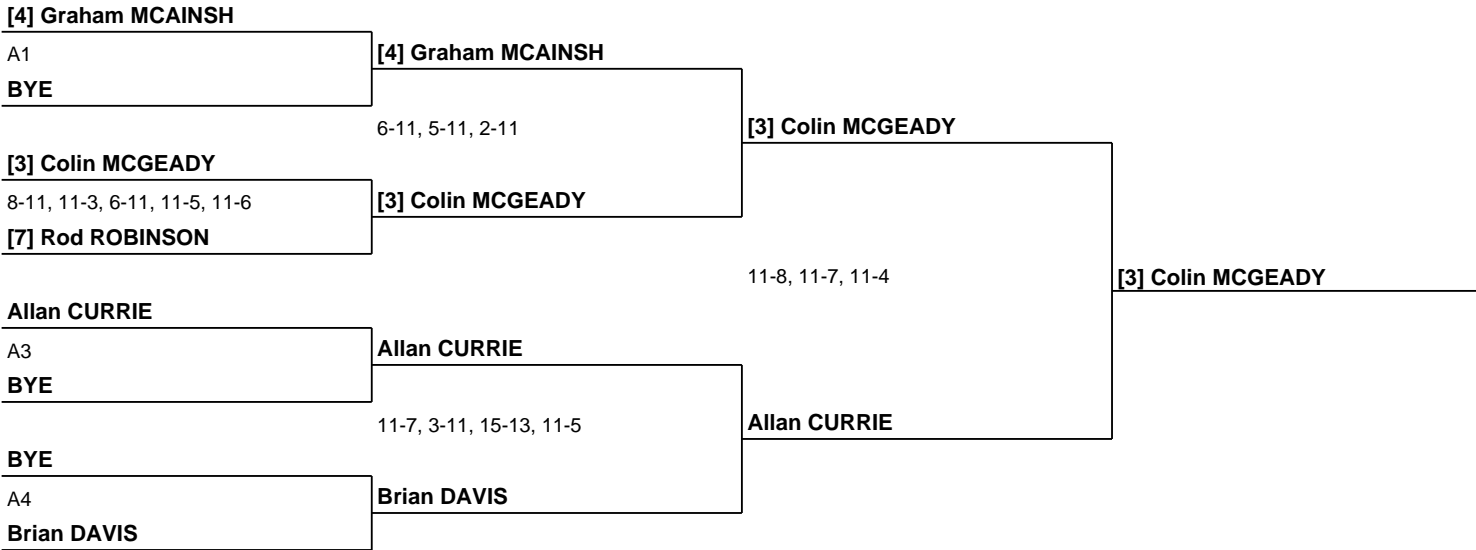 [4] Graham MCAINSH
A1
[4] Graham MCAINSH
BYE
6-11, 5-11, 2-11
[3] Colin MCGEADY
[3] Colin MCGEADY
8-11, 11-3, 6-11, 11-5, 11-6
[3] Colin MCGEADY
[7] Rod ROBINSON
11-8, 11-7, 11-4
[3] Colin MCGEADY
Allan CURRIE
A3
Allan CURRIE
BYE
11-7, 3-11, 15-13, 11-5
Allan CURRIE
BYE
A4
Brian DAVIS
Brian DAVIS